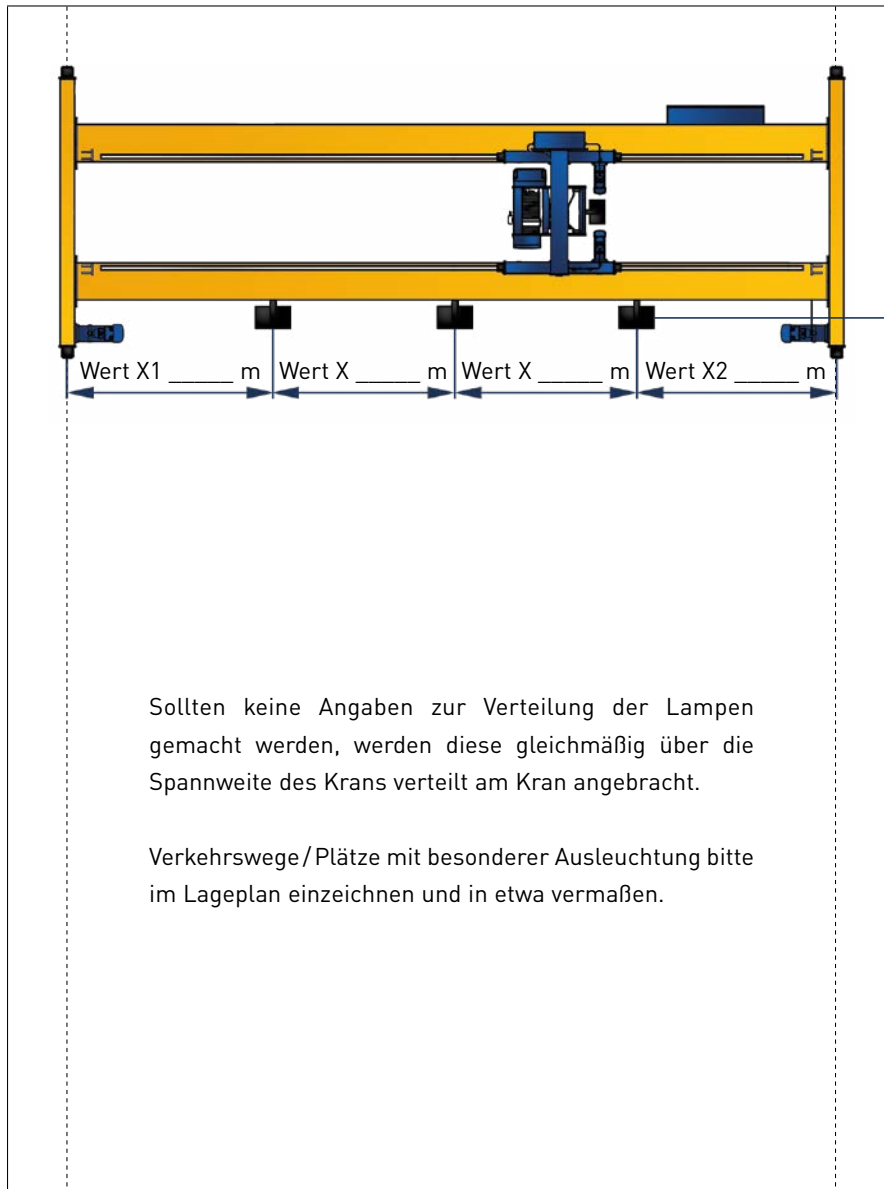 Wert X1 _____ m Wert X _____ m Wert X _____ m Wert X2 _____ m
Sollten keine Angaben zur Verteilung der Lampen
gemacht werden, werden diese gleichmäßig über die
Spannweite des Krans verteilt am Kran angebracht.
Verkehrswege/Plätze mit besonderer Ausleuchtung bitte
im Lageplan einzeichnen und in etwa vermaßen.